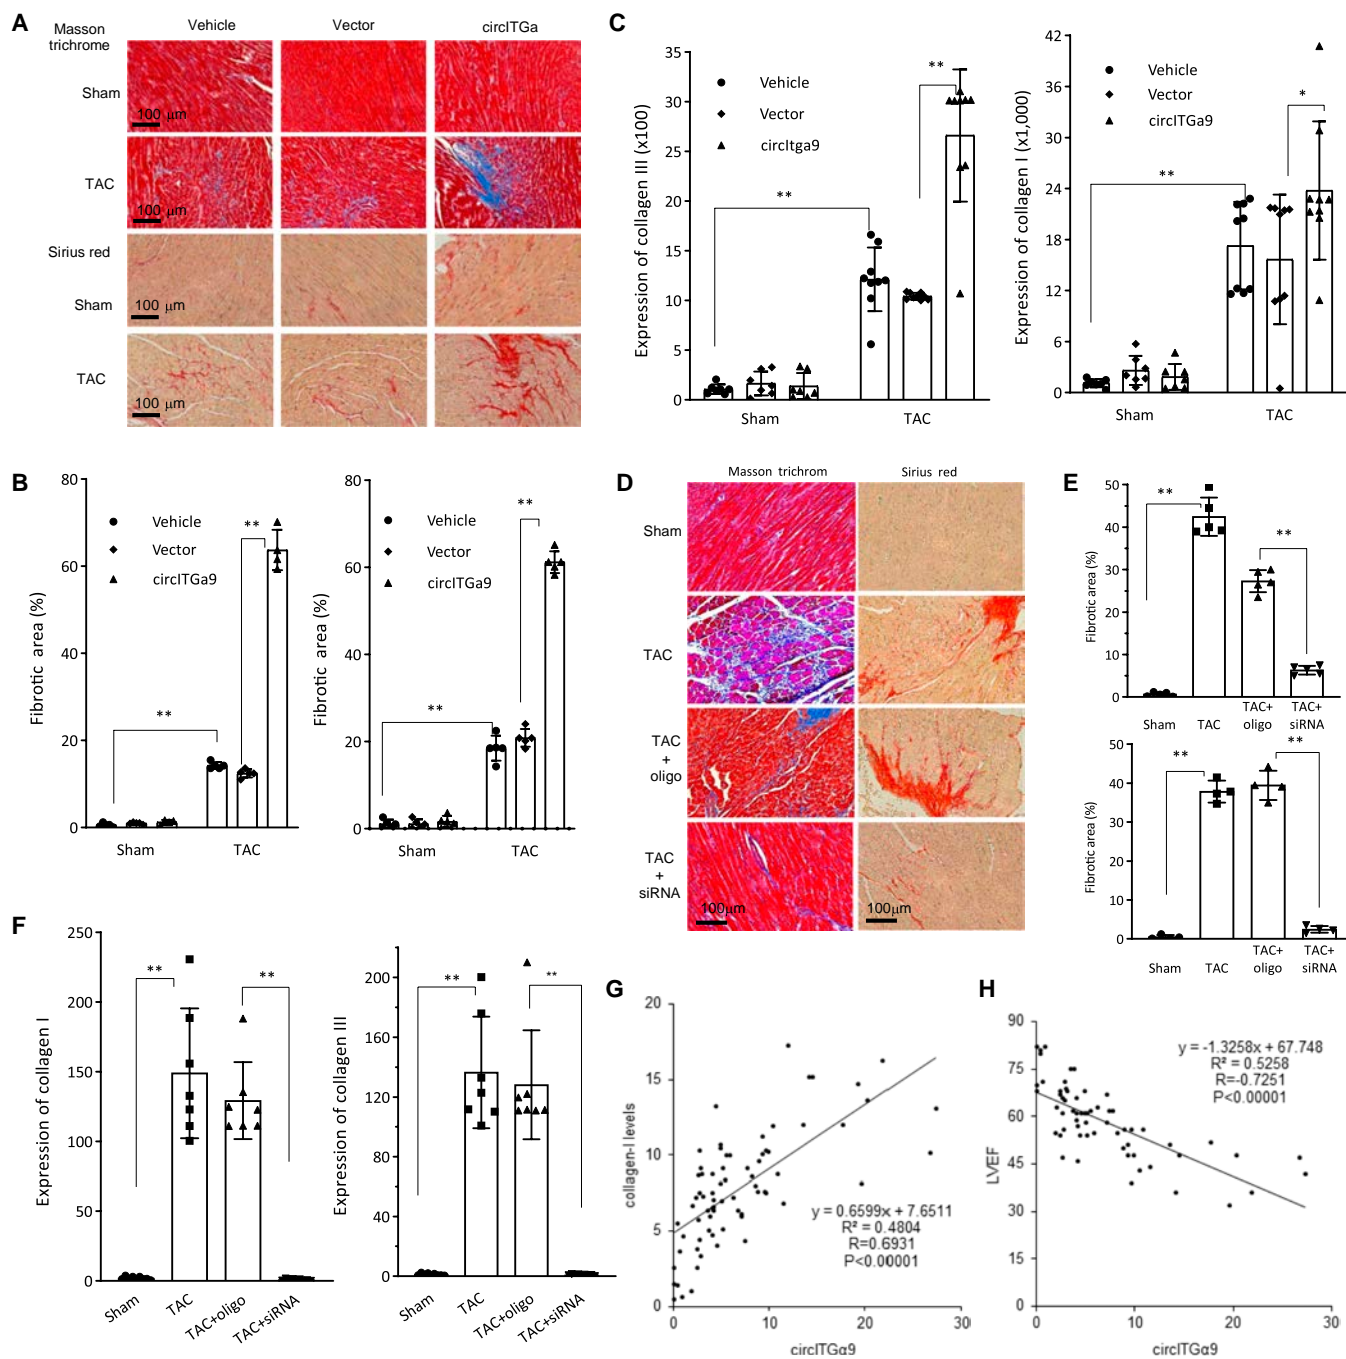 A
Masson
trichrome
Vehicle
Vector
circITGa
Sham
100 μm
TAC
100 μm
Sirius red
Sham
100 μm
TAC
100 μm
B
Fibrotic area (%)
80
60
40
20
0
Vehicle
Vector
circITGa9
**
**
Sham
TAC
Fibrotic area (%)
80
60
40
20
0
Vehicle
Vector
circITGa9
**
**
Sham
TAC
C
Expression of collagen III (x100)
35
30
25
20
15
10
5
0
Vehicle
Vector
circItga9
**
**
Sham
TAC
Expression of collagen I (x1,000)
42
36
30
24
18
12
6
0
Vehicle
Vector
circITGa9
**
*
Sham
TAC
D
Masson trichrom
Sirius red
Sham
TAC
TAC
+
oligo
TAC
+
siRNA
100μm
100μm
E
Fibrotic area (%)
50
40
30
20
10
0
**
**
Sham
TAC
TAC+
oligo
TAC+
siRNA
Fibrotic area (%)
50
40
30
20
10
0
**
**
Sham
TAC
TAC+
oligo
TAC+
siRNA
F
Expression of collagen I
250
200
150
100
50
0
**
**
Sham
TAC
TAC+oligo
TAC+siRNA
Expression of collagen III
200
160
120
80
40
0
**
**
Sham
TAC
TAC+oligo
TAC+siRNA
G
collagen-I levels
20
15
10
5
0
y = 0.6599x + 7.6511
R² = 0.4804
R=0.6931
P<0.00001
0
10
20
30
circITGα9
H
LVEF
90
75
60
45
30
15
0
y = -1.3258x + 67.748
R² = 0.5258
R=-0.7251
P<0.00001
0
10
20
30
circITGα9